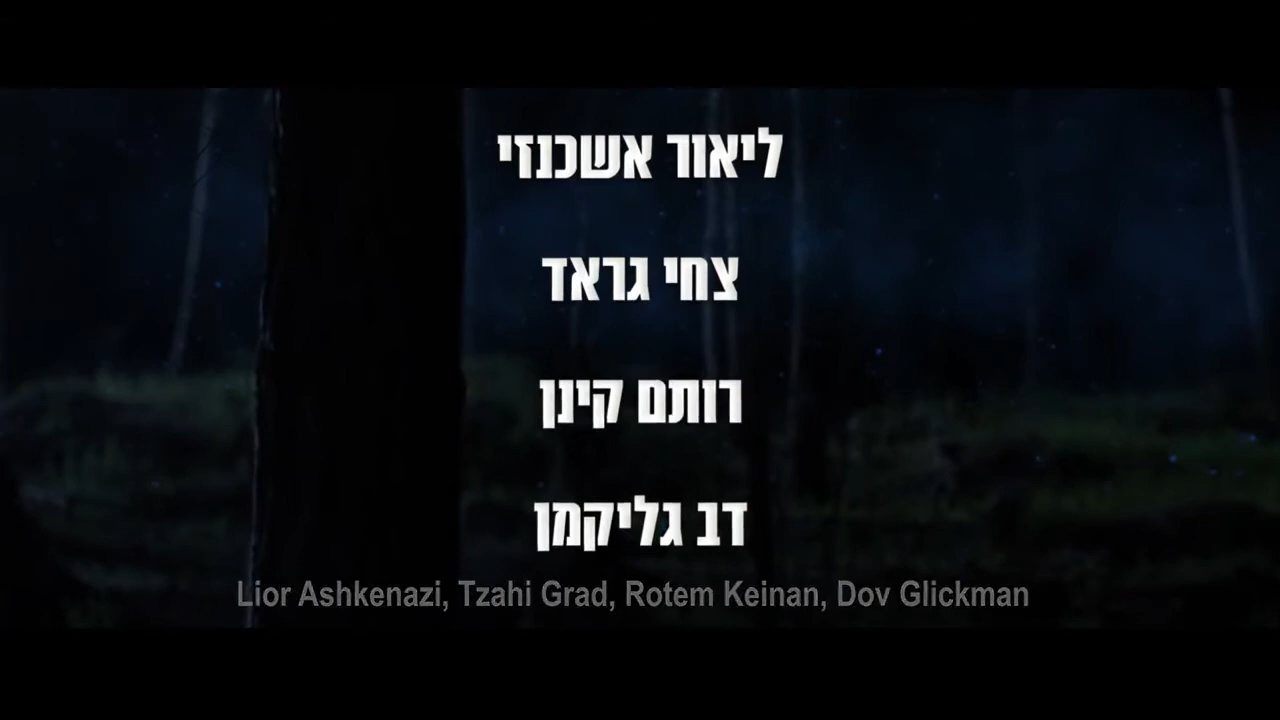 ליאור אשכנזי
צחי גראד
רותם קינן
דב גליקמן
Lior Ashkenazi, Tzahi Grad, Rotem Keinan, Dov Glickman